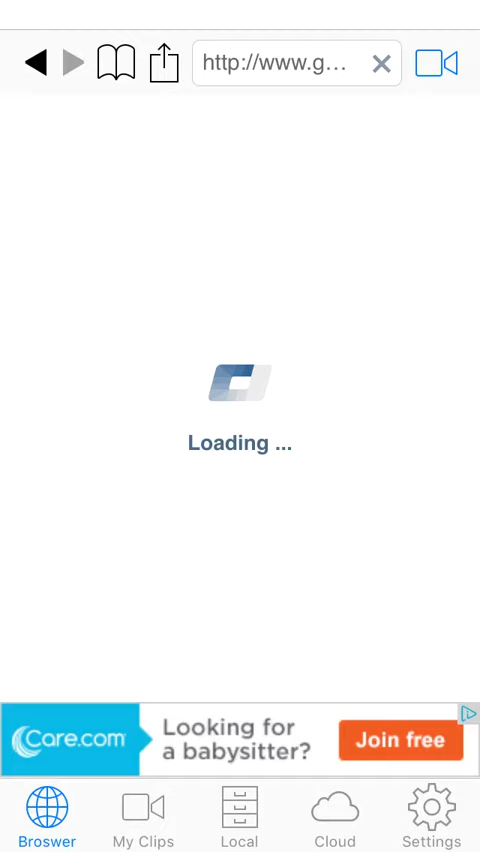 http://www.g...
Loading ...
Care.com
Looking for
a babysitter?
Join free
Broswer
My Clips
Local
Cloud
Settings